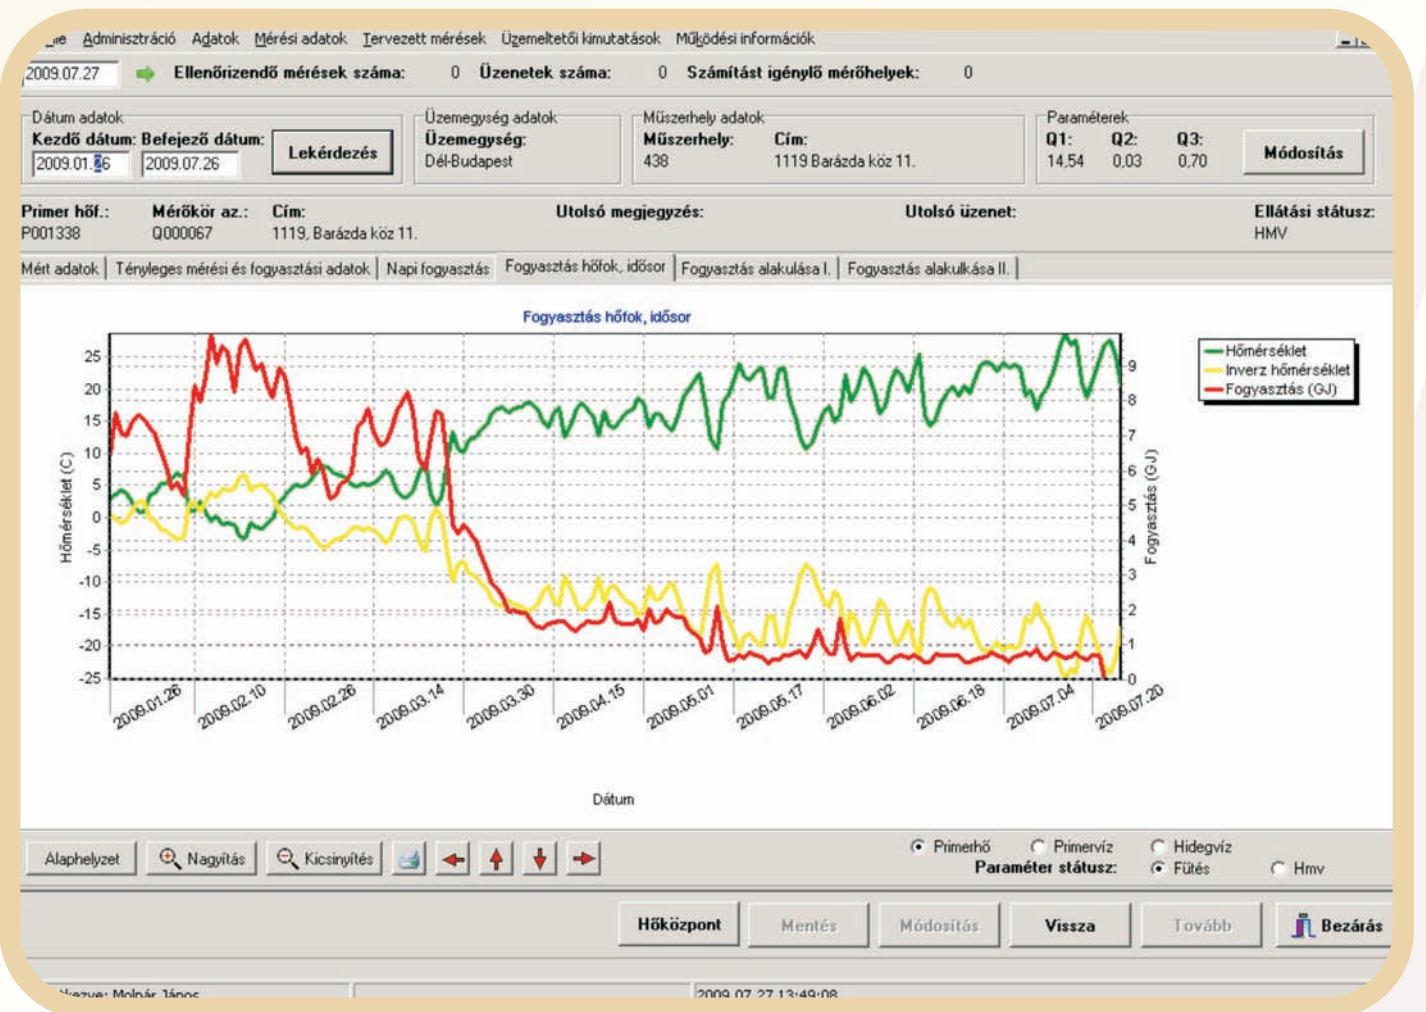 Adminisztráció Adatok Mérési adatok Tervezett mérések Üzemeltetői kimutatások Működési információk
2009.07.27 Ellenőrizendő mérések száma: 0 Üzenetek száma: 0 Számítást igénylő mérőhelyek: 0
Dátum adatok Üzemegység adatok Műszerhely adatok Paraméterek
Kezdő dátum: Befejező dátum: Lekérdezés Üzemegység: Műszerhely: Cím: Q1: Q2: Q3: Módosítás
2009.01.26 2009.07.26 Dél-Budapest 438 1119 Barázda köz 11. 14,54 0,03 0,70
Primer hőf.: Mérőkör az.: Cím: Utolsó megjegyzés: Utolsó üzenet: Ellátási státusz:
P001338 Q000067 1119, Barázda köz 11. HMV
Mért adatok Tényleges mérési és fogyasztási adatok Napi fogyasztás Fogyasztás hőfok, idősor Fogyasztás alakulása I. Fogyasztás alakulkása II.
Fogyasztás hőfok, idősor
Hőmérséklet
Inverz hőmérséklet
Fogyasztás (GJ)
Hőmérséklet (C)
25
20
15
10
5
0
-5
-10
-15
-20
-25
9
8
7
6
5
4
3
2
1
0
Fogyasztás (GJ)
2009.01.26 2009.02.10 2009.02.26 2009.03.14 2009.03.30 2009.04.15 2009.05.01 2009.05.17 2009.06.02 2009.06.18 2009.07.04 2009.07.20
Dátum
Alaphelyzet Nagyítás Kicsinyítés Primerhő Primervíz Hidegvíz
Paraméter státusz: Fűtés Hmv
Hőközpont Mentés Módosítás Vissza Tovább Bezárás
Molnár János 2009.07.27 13:49:08